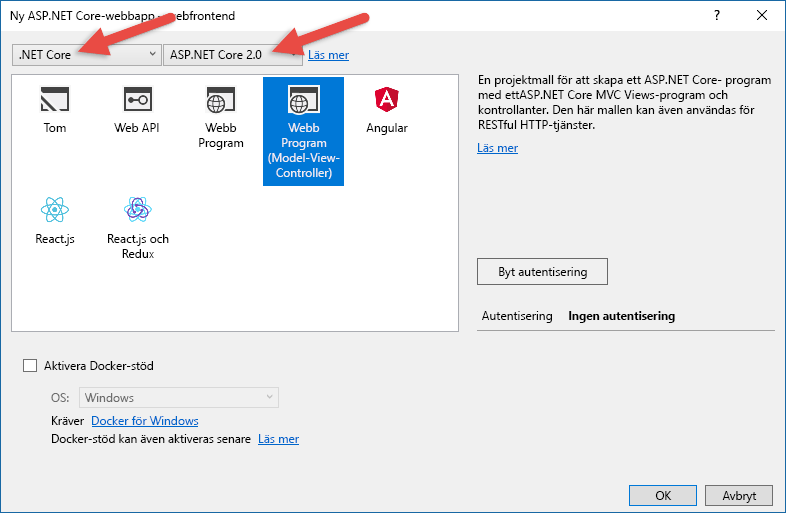 Ny ASP.NET Core-webbapp - webfrontend
.NET Core
ASP.NET Core 2.0
Läs mer
Tom
Web API
Webb
Program
Webb
Program
(Model-View-
Controller)
Angular
React.js
React.js och
Redux
En projektmall för att skapa ett ASP.NET Core- program
med ettASP.NET Core MVC Views-program och
kontrollanter. Den här mallen kan även användas för
RESTful HTTP-tjänster.
Läs mer
Byt autentisering
Autentisering Ingen autentisering
Aktivera Docker-stöd
OS: Windows
Kräver Docker för Windows
Docker-stöd kan även aktiveras senare Läs mer
OK
Avbryt